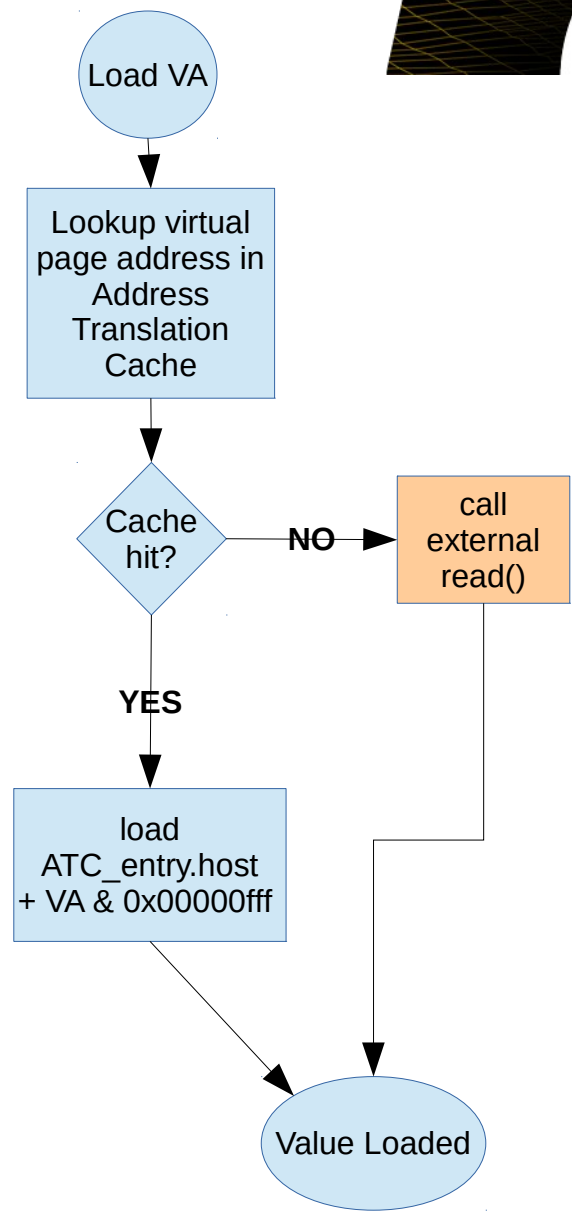 Load VA
Lookup virtual
page address in
Address
Translation
Cache
Cache
hit?
NO
call
external
read()
YES
load
ATC_entry.host
+ VA & 0x00000fff
Value Loaded